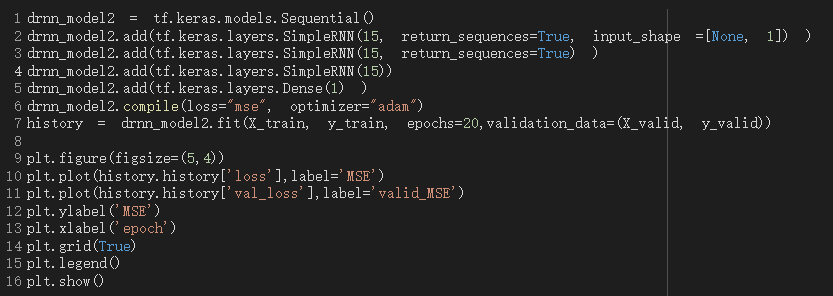 1 drnn_model2 = tf.keras.models.Sequential()
2 drnn_model2.add(tf.keras.layers.SimpleRNN(15, return_sequences=True, input_shape =[None, 1]) )
3 drnn_model2.add(tf.keras.layers.SimpleRNN(15, return_sequences=True) )
4 drnn_model2.add(tf.keras.layers.SimpleRNN(15))
5 drnn_model2.add(tf.keras.layers.Dense(1) )
6 drnn_model2.compile(loss="mse", optimizer="adam")
7 history = drnn_model2.fit(X_train, y_train, epochs=20,validation_data=(X_valid, y_valid))
8
9 plt.figure(figsize=(5,4))
10 plt.plot(history.history['loss'],label='MSE')
11 plt.plot(history.history['val_loss'],label='valid_MSE')
12 plt.ylabel('MSE')
13 plt.xlabel('epoch')
14 plt.grid(True)
15 plt.legend()
16 plt.show()